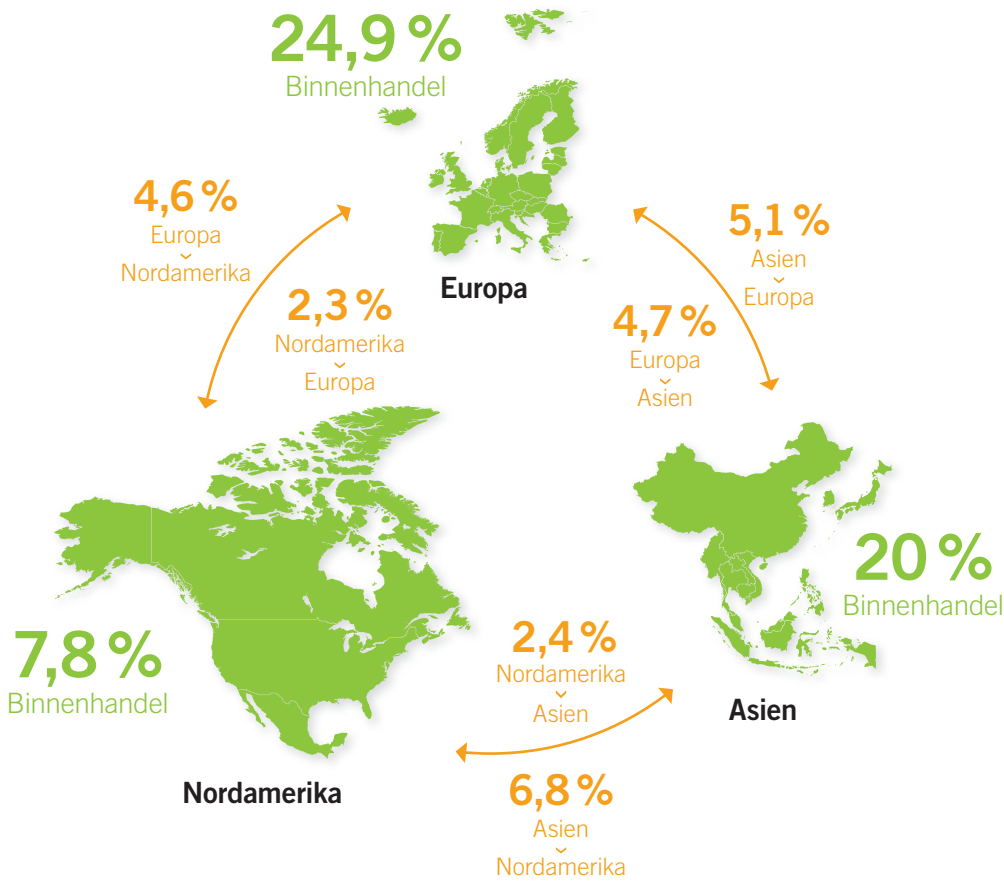 24,9 %
Binnenhandel
4,6 %
Europa
Nordamerika
2,3 %
Nordamerika
Europa
Europa
5,1 %
Asien
Europa
4,7 %
Europa
Asien
20 %
Binnenhandel
Asien
7,8 %
Binnenhandel
Nordamerika
2,4 %
Nordamerika
Asien
6,8 %
Asien
Nordamerika